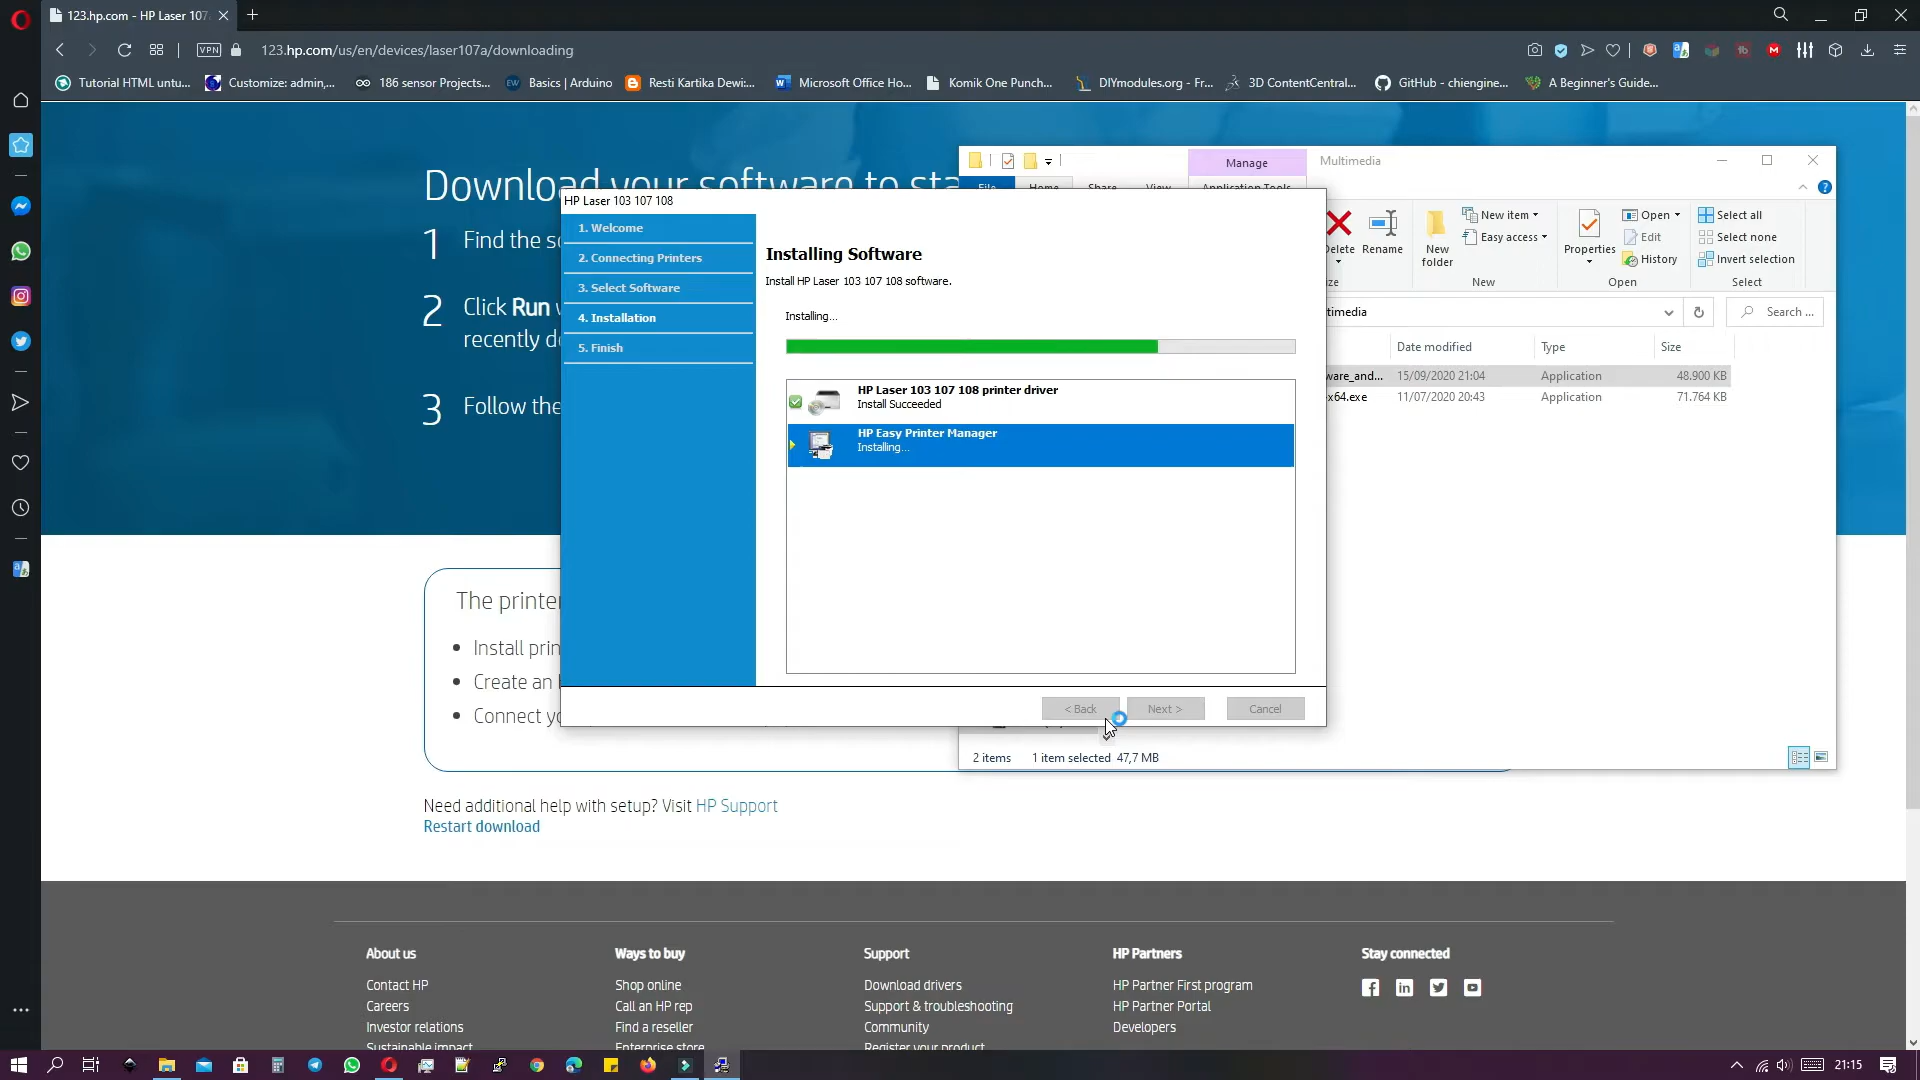 123.hp.com - HP Laser 107
VPN
123.hp.com/us/en/devices/laser107a/downloading
Tutorial HTML untu...
Customize: admin,...
186 sensor Projects...
Basics | Arduino
Resti Kartika Dewi:...
Microsoft Office Ho...
Komik One Punch...
DIYmodules.org - Fr...
3D ContentCentral...
GitHub - chiengine...
A Beginner's Guide...
Download your software to sta
1 Find the so
2 Click Run w
recently do
3 Follow the
Manage
Multimedia
File
Home
Share
View
Application Tools
Delete
Rename
New
folder
New item
Easy access
New
Properties
Open
Edit
History
Open
Select all
Select none
Invert selection
Select
timedia
Search ...
Date modified
Type
Size
ware_and...
15/09/2020 21:04
Application
48.900 KB
x64.exe
11/07/2020 20:43
Application
71.764 KB
2 items
1 item selected 47,7 MB
HP Laser 103 107 108
1. Welcome
2. Connecting Printers
3. Select Software
4. Installation
5. Finish
Installing Software
Install HP Laser 103 107 108 software.
Installing...
HP Laser 103 107 108 printer driver
Install Succeeded
HP Easy Printer Manager
Installing...
< Back
Next >
Cancel
The printer
Install prin
Create an
Connect yo
Need additional help with setup? Visit HP Support
Restart download
About us
Contact HP
Careers
Investor relations
Sustainable impact
Ways to buy
Shop online
Call an HP rep
Find a reseller
Enterprise store
Support
Download drivers
Support & troubleshooting
Community
Register your product
HP Partners
HP Partner First program
HP Partner Portal
Developers
Stay connected
21:15